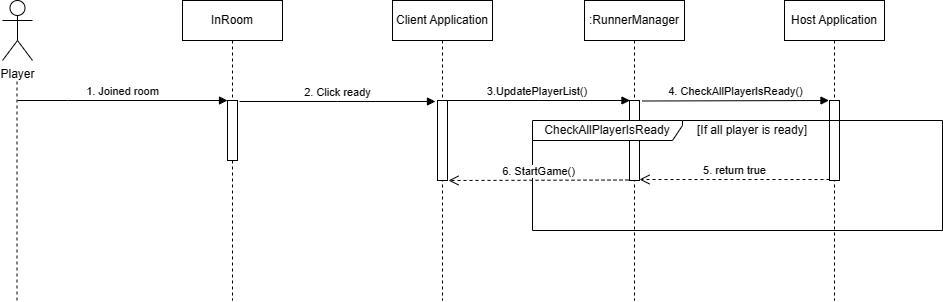 InRoom
Client Application
:RunnerManager
Host Application
Player
1. Joined room
2. Click ready
3.UpdatePlayerList()
4. CheckAllPlayerIsReady()
CheckAllPlayerIsReady
[If all player is ready]
6. StartGame()
5. return true